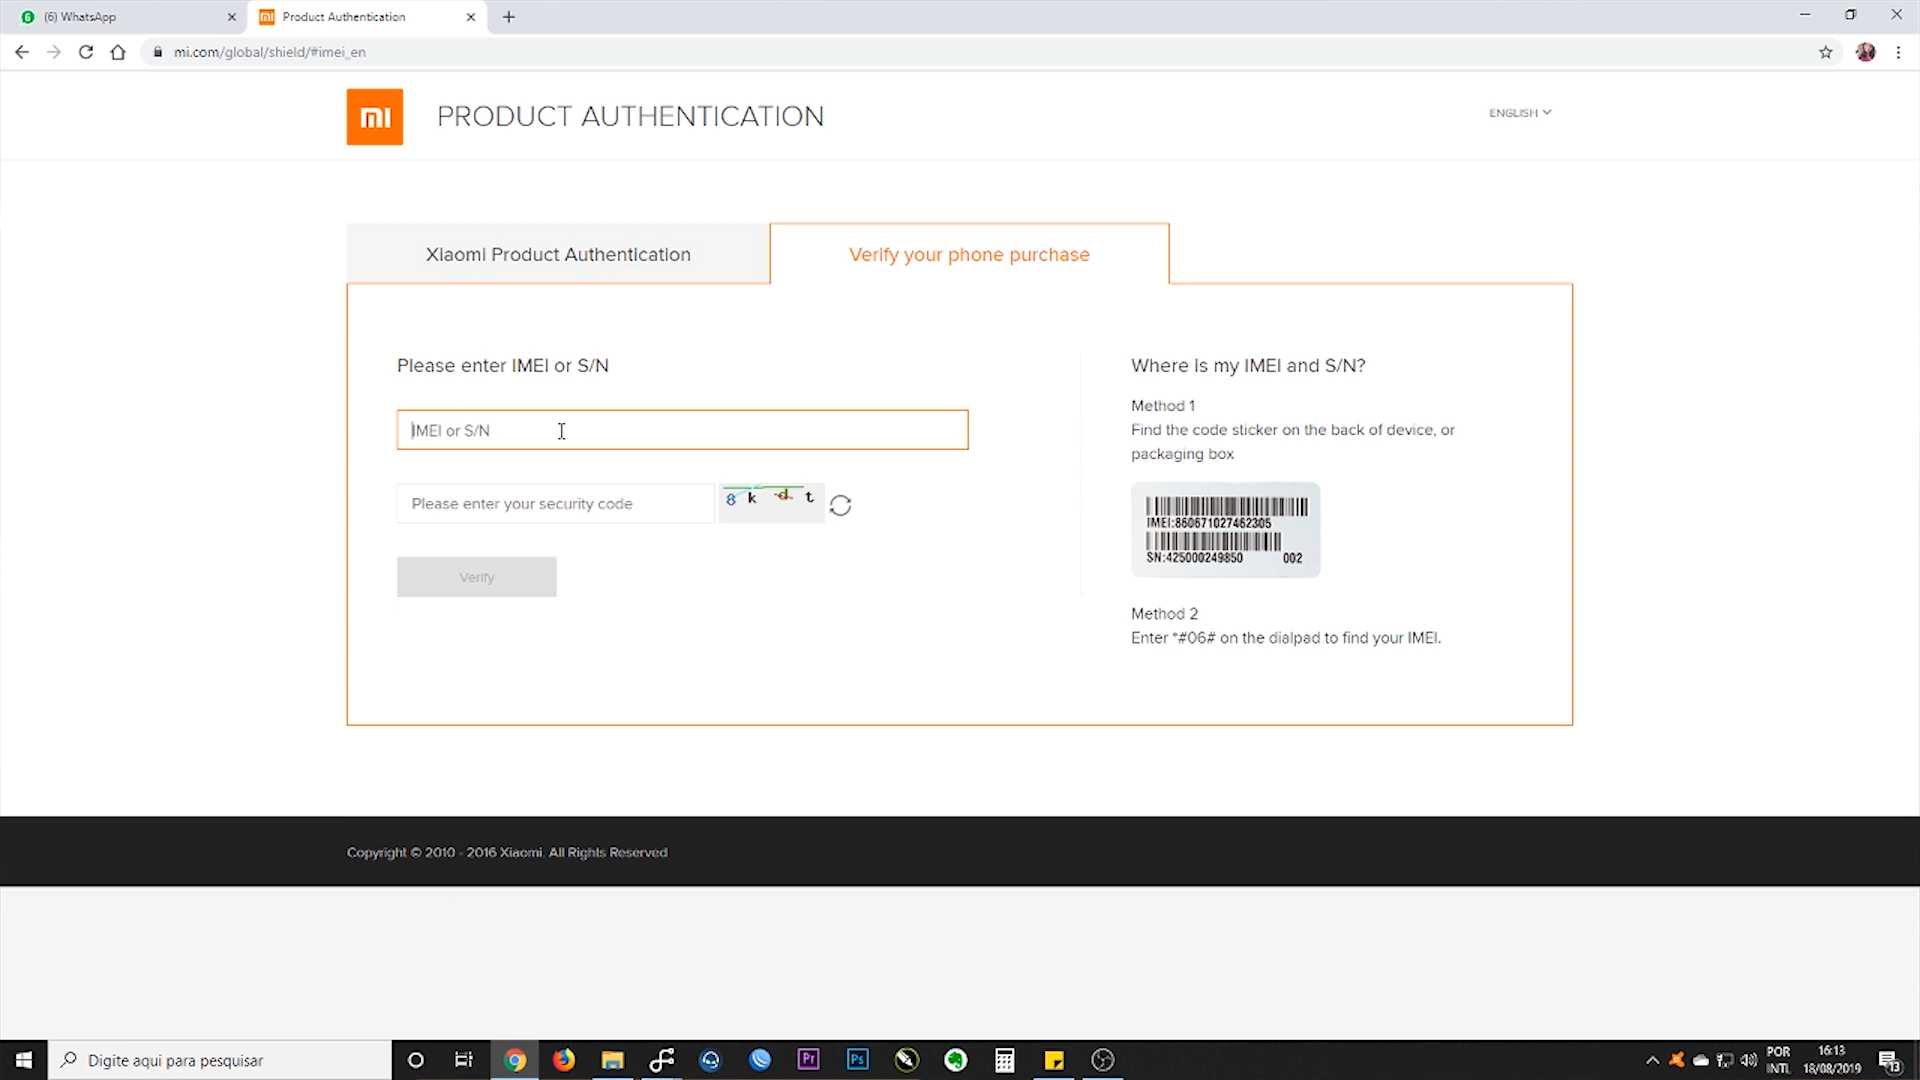 (6) WhatsApp
Product Authentication
mi.com/global/shield/#imei_en
PRODUCT AUTHENTICATION
ENGLISH
Xiaomi Product Authentication
Verify your phone purchase
Please enter IMEI or S/N
IMEI or S/N
Please enter your security code
8 k d t
Verify
Where is my IMEI and S/N?
Method 1
Find the code sticker on the back of device, or
packaging box
IMEI:860671027462305
SN:425000249850 002
Method 2
Enter *#06# on the dialpad to find your IMEI.
Copyright © 2010 - 2016 Xiaomi. All Rights Reserved
Digite aqui para pesquisar
Pr
Ps
POR
INTL
16:13
18/08/2019
13